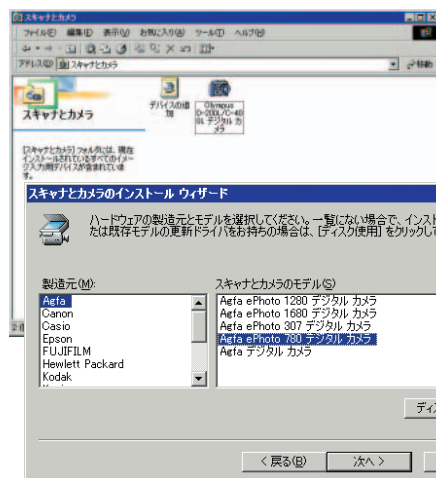 スキャナとカメラ
ファイル(F) 編集(E) 表示(V) お気に入り(A) ツール(T) ヘルプ(H)
アドレス(D) スキャナとカメラ 移動
スキャナとカメラ
デバイスの追加
Olympus D-200L/C-400L デジタル カメラ
[スキャナとカメラ] フォルダには、現在
インストールされているすべてのイメー
ジ入力用デバイスが含まれていま
す。
スキャナとカメラのインストール ウィザード
ハードウェアの製造元とモデルを選択してください。一覧にない場合で、インスト
たは既存モデルの更新ドライバをお持ちの場合は、[ディスク使用] をクリックして
製造元(M):
スキャナとカメラのモデル(S)
Agfa
Canon
Casio
Epson
FUJIFILM
Hewlett Packard
Kodak
Agfa ePhoto 1280 デジタル カメラ
Agfa ePhoto 1680 デジタル カメラ
Agfa ePhoto 307 デジタル カメラ
Agfa ePhoto 780 デジタル カメラ
Agfa デジタル カメラ
ディス
< 戻る(B)
次へ >